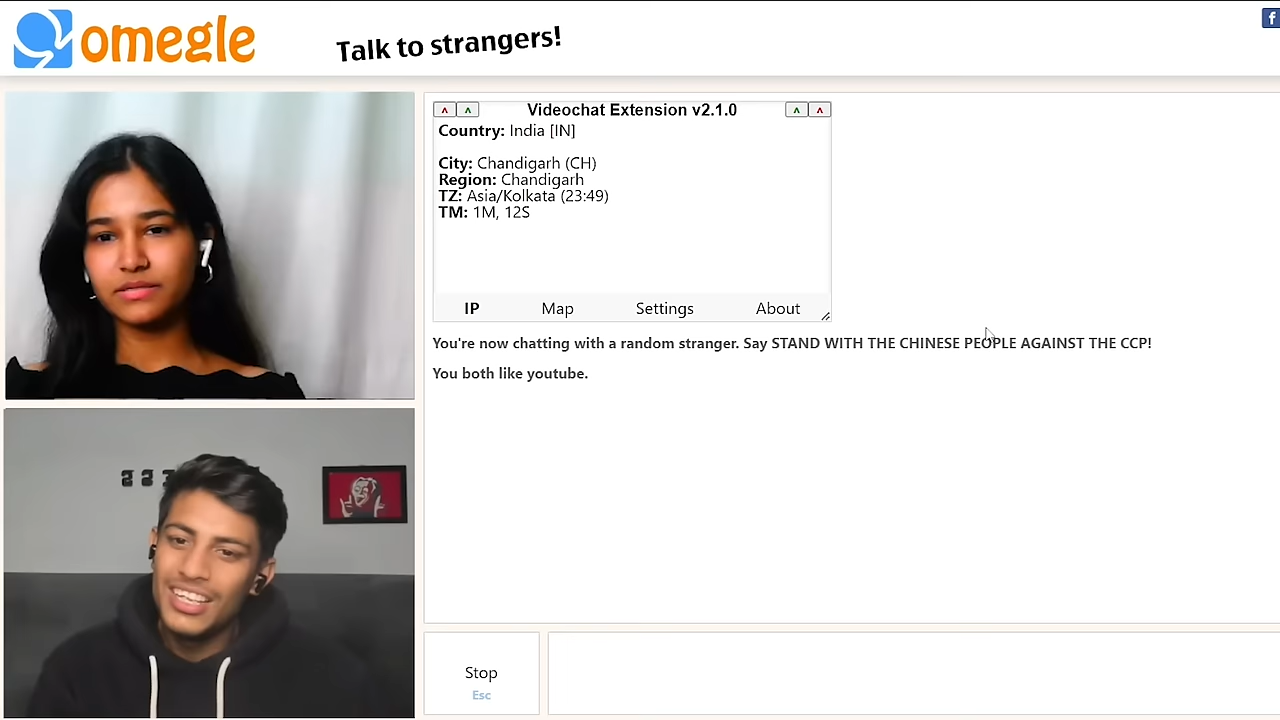 omegle
Talk to strangers!
f
Videochat Extension v2.1.0
Country: India [IN]
City: Chandigarh (CH)
Region: Chandigarh
TZ: Asia/Kolkata (23:49)
TM: 1M, 12S
IP Map Settings About
You're now chatting with a random stranger. Say STAND WITH THE CHINESE PEOPLE AGAINST THE CCP!
You both like youtube.
Stop
Esc